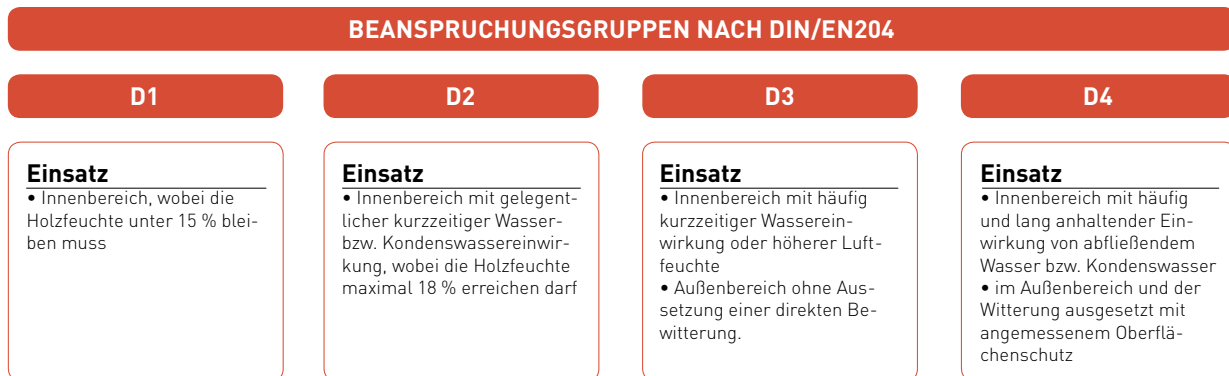 BEANSPRUCHUNGSGRUPPEN NACH DIN/EN204
D1
Einsatz
• Innenbereich, wobei die
Holzfeuchte unter 15 % blei-
ben muss
D2
Einsatz
• Innenbereich mit gelegent-
licher kurzzeitiger Wasser-
bzw. Kondenswassereinwir-
kung, wobei die Holzfeuchte
maximal 18 % erreichen darf
D3
Einsatz
• Innenbereich mit häufig
kurzzeitiger Wasserein-
wirkung oder höherer Luft-
feuchte
• Außenbereich ohne Aus-
setzung einer direkten Be-
witterung.
D4
Einsatz
• Innenbereich mit häufig
und lang anhaltender Ein-
wirkung von abfließendem
Wasser bzw. Kondenswasser
• im Außenbereich und der
Witterung ausgesetzt mit
angemessenem Oberflä-
chenschutz